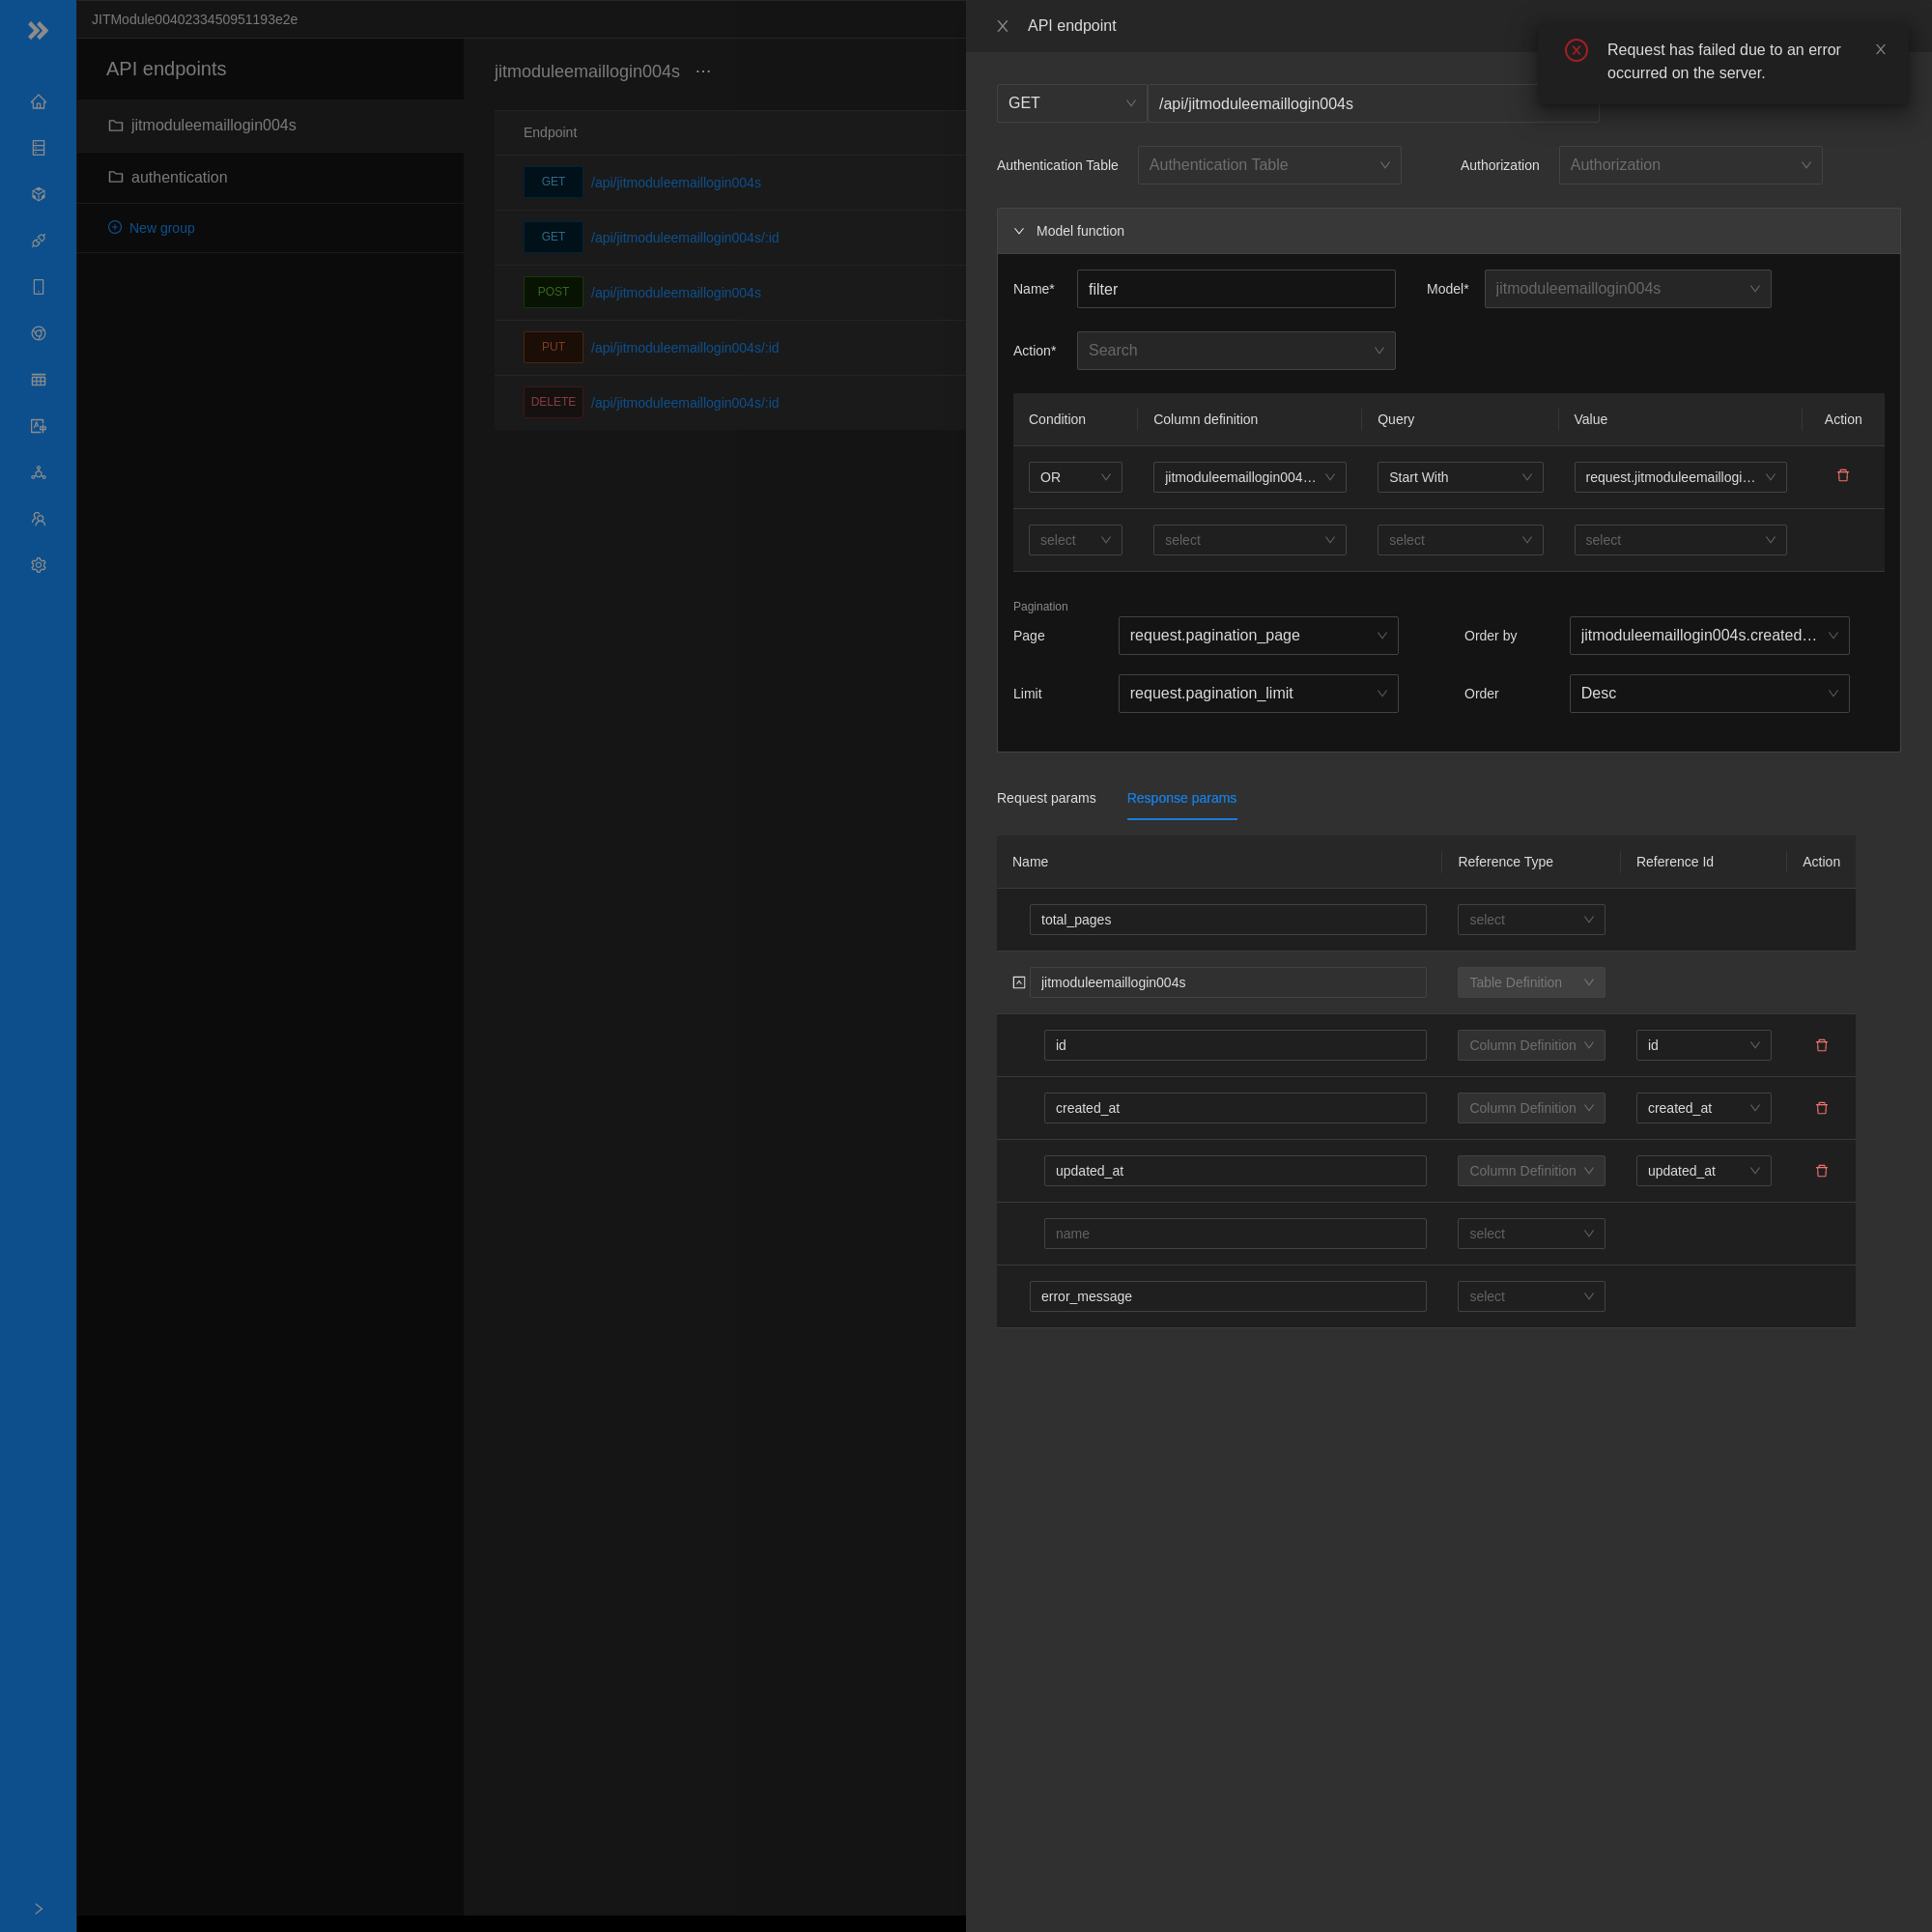 JITModule0040233450951193e2e
API endpoints
jitmoduleemaillogin004s
authentication
New group
jitmoduleemaillogin004s ...
Endpoint
GET /api/jitmoduleemaillogin004s
GET /api/jitmoduleemaillogin004s/:id
POST /api/jitmoduleemaillogin004s
PUT /api/jitmoduleemaillogin004s/:id
DELETE /api/jitmoduleemaillogin004s/:id
API endpoint
Request has failed due to an error
occurred on the server.
GET /api/jitmoduleemaillogin004s
Authentication Table Authentication Table Authorization Authorization
Model function
Name* filter Model* jitmoduleemaillogin004s
Action* Search
Condition Column definition Query Value Action
OR jitmoduleemaillogin004… Start With request.jitmoduleemaillogi…
select select select select
Pagination
Page request.pagination_page Order by jitmoduleemaillogin004s.created…
Limit request.pagination_limit Order Desc
Request params Response params
Name Reference Type Reference Id Action
total_pages select
jitmoduleemaillogin004s Table Definition
id Column Definition id
created_at Column Definition created_at
updated_at Column Definition updated_at
name select
error_message select